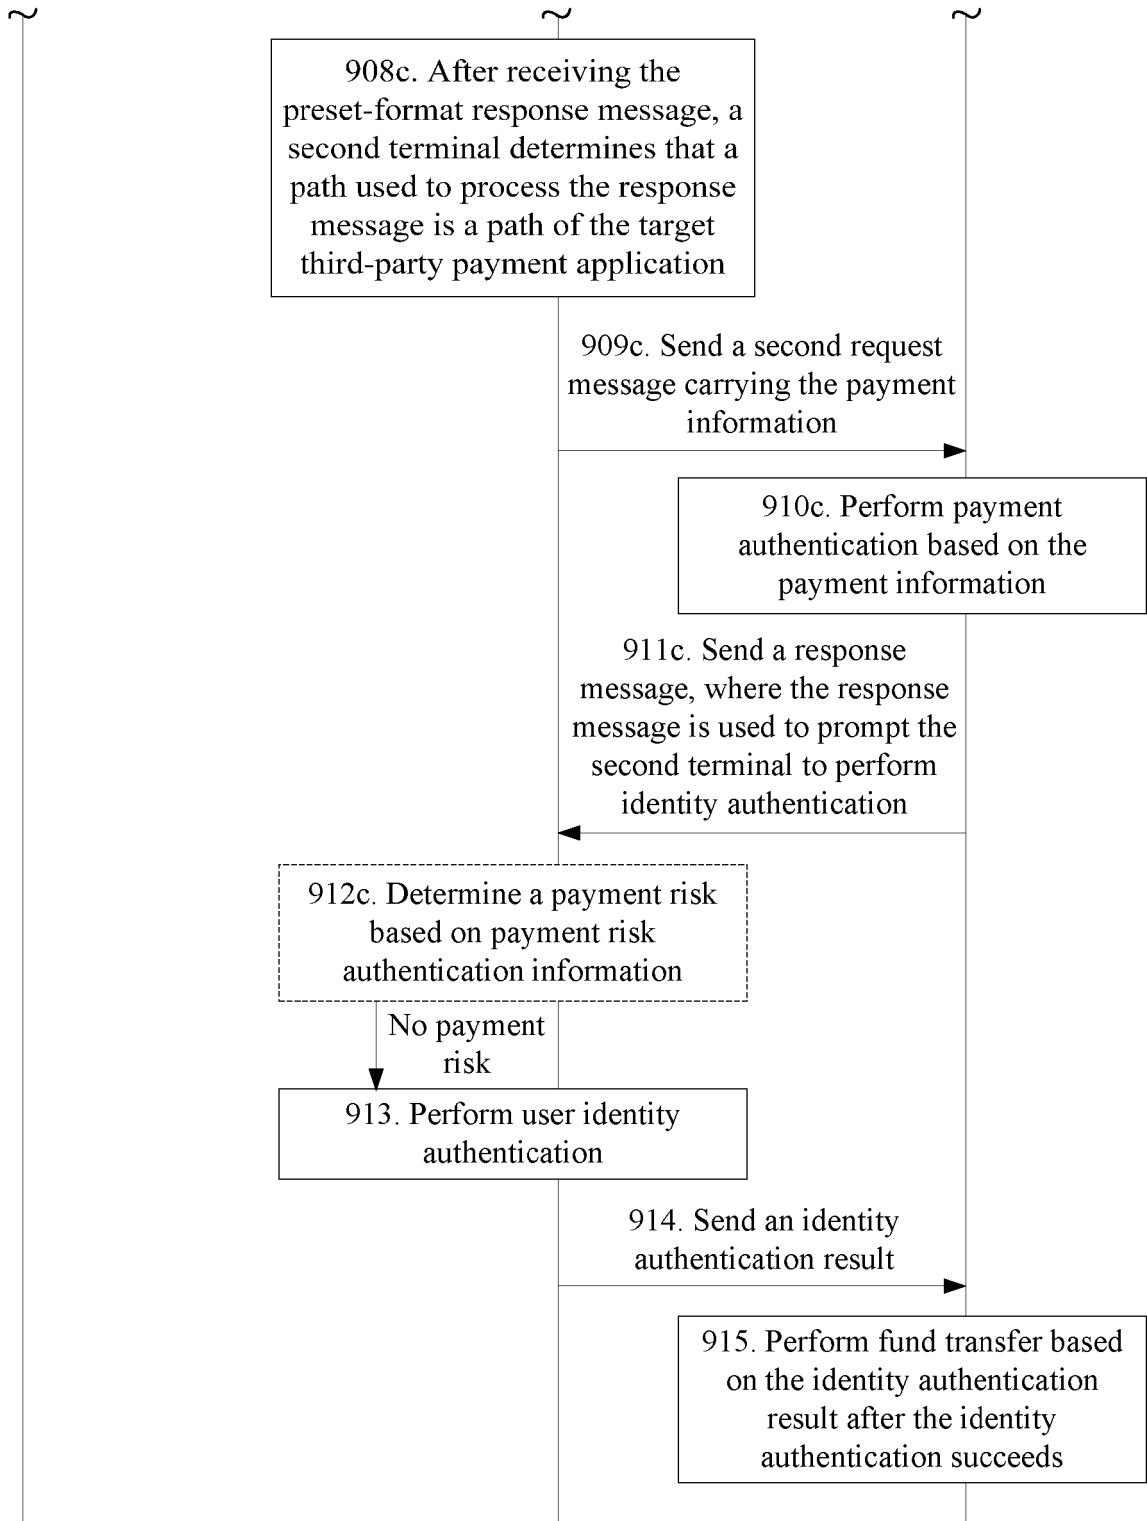 908c. After receiving the
preset-format response message, a
second terminal determines that a
path used to process the response
message is a path of the target
third-party payment application
909c. Send a second request
message carrying the payment
information
910c. Perform payment
authentication based on the
payment information
911c. Send a response
message, where the response
message is used to prompt the
second terminal to perform
identity authentication
912c. Determine a payment risk
based on payment risk
authentication information
No payment
risk
913. Perform user identity
authentication
914. Send an identity
authentication result
915. Perform fund transfer based
on the identity authentication
result after the identity
authentication succeeds